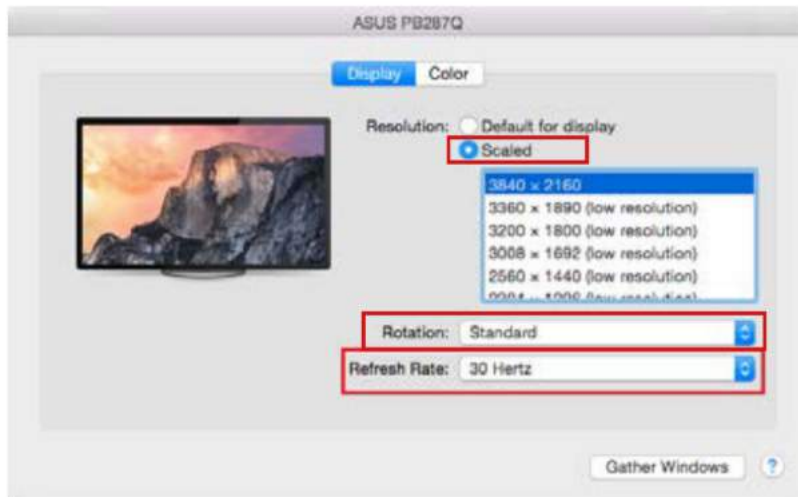 ASUS PB287Q
Display Color
Resolution: Default for display
Scaled
3840 × 2160
3360 × 1890 (low resolution)
3200 × 1800 (low resolution)
3008 × 1692 (low resolution)
2560 × 1440 (low resolution)
Rotation: Standard
Refresh Rate: 30 Hertz
Gather Windows ?